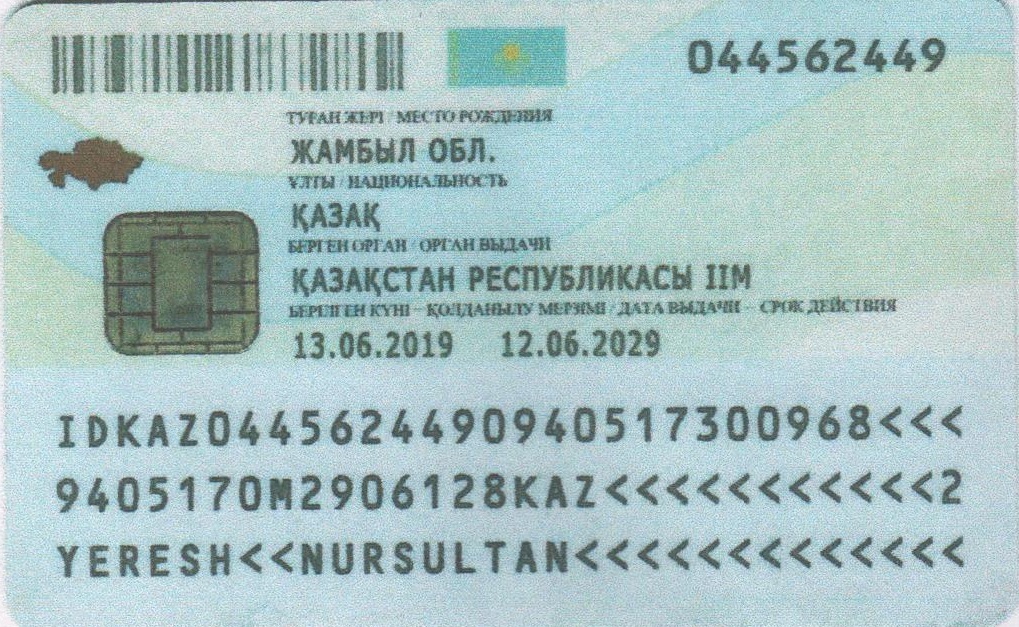 044562449
ТУҒАН ЖЕРІ / МЕСТО РОЖДЕНИЯ
ЖАМБЫЛ ОБЛ.
ҰЛТЫ / НАЦИОНАЛЬНОСТЬ
ҚАЗАҚ
БЕРГЕН ОРГАН / ОРГАН ВЫДАЧИ
ҚАЗАҚСТАН РЕСПУБЛИКАСЫ ІІМ
БЕРІЛГЕН КҮНІ – ҚОЛДАНЫЛУ МЕРЗІМІ / ДАТА ВЫДАЧИ – СРОК ДЕЙСТВИЯ
13.06.2019 12.06.2029
IDKAZ0445624490940517300968<<<
9405170M2906128KAZ<<<<<<<<<<<2
YERESH<<NURSULTAN<<<<<<<<<<<<<